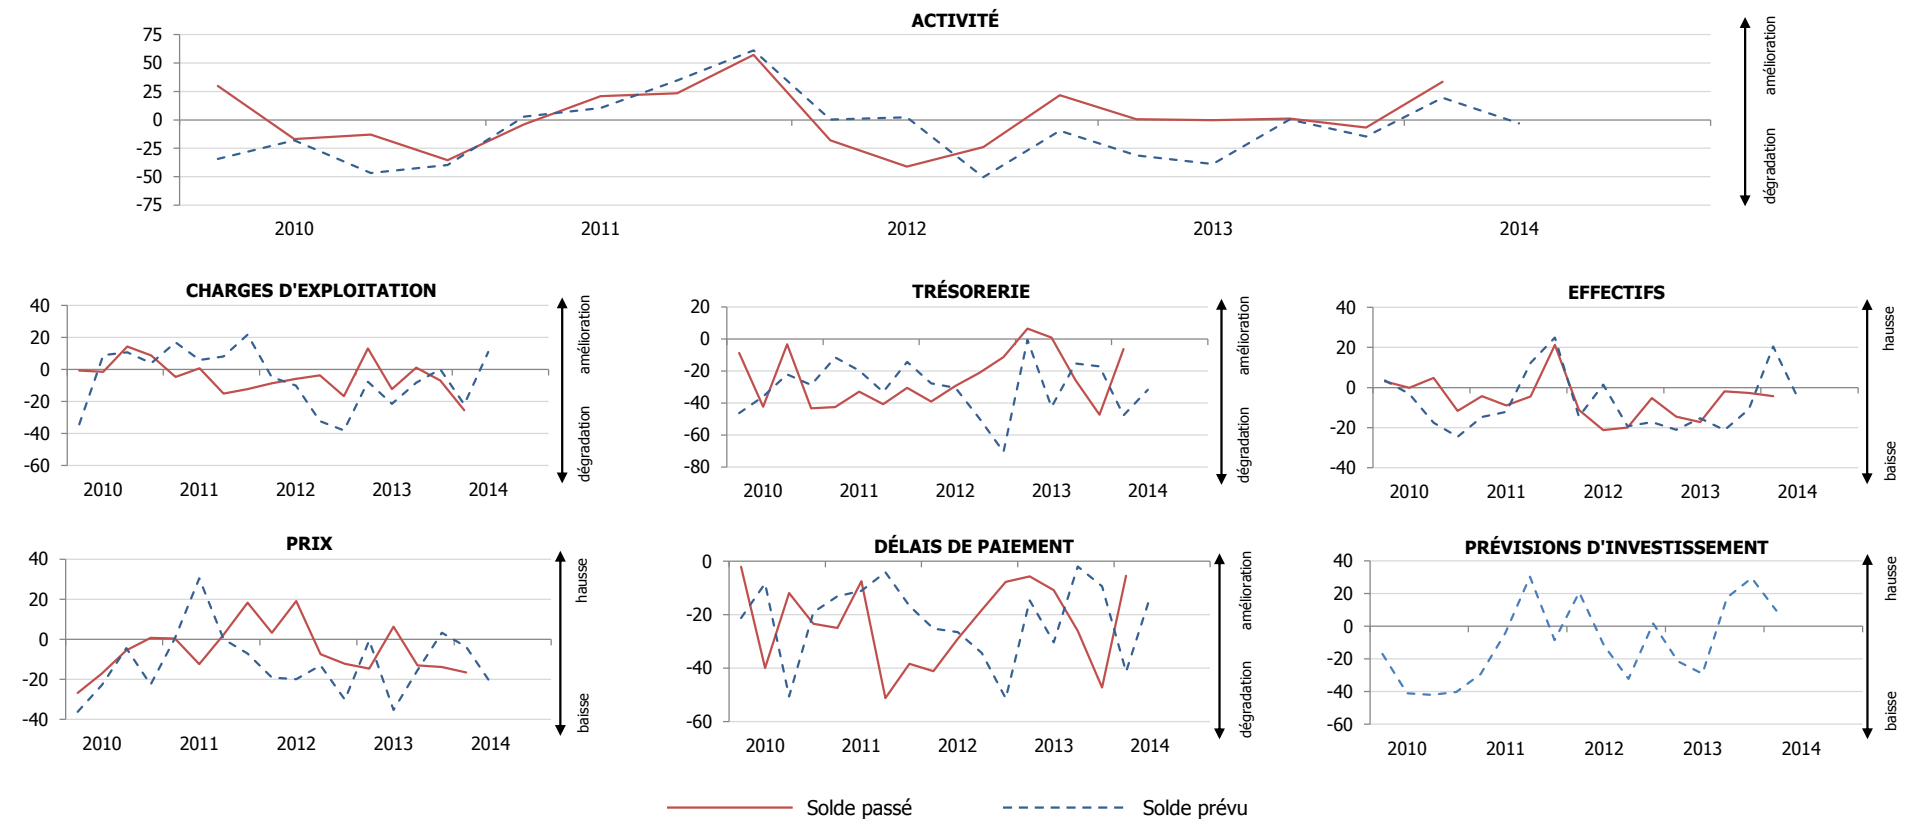 ACTIVITÉ
75
50
25
0
-25
-50
-75
2010 2011 2012 2013 2014
amélioration
dégradation
CHARGES D'EXPLOITATION
40
20
0
-20
-40
-60
2010 2011 2012 2013 2014
amélioration
dégradation
TRÉSORERIE
20
0
-20
-40
-60
-80
2010 2011 2012 2013 2014
amélioration
dégradation
EFFECTIFS
40
20
0
-20
-40
2010 2011 2012 2013 2014
hausse
baisse
PRIX
40
20
0
-20
-40
2010 2011 2012 2013 2014
hausse
baisse
DÉLAIS DE PAIEMENT
0
-20
-40
-60
2010 2011 2012 2013 2014
amélioration
dégradation
PRÉVISIONS D'INVESTISSEMENT
40
20
0
-20
-40
-60
2010 2011 2012 2013 2014
hausse
baisse
Solde passé Solde prévu